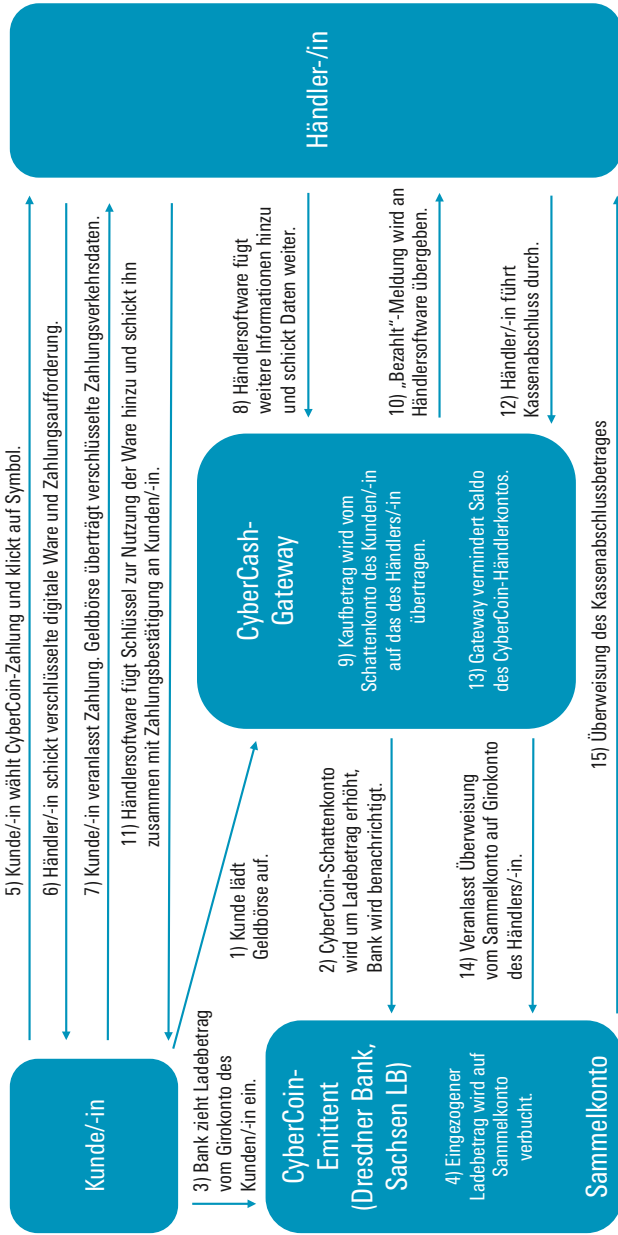 5) Kunde/-in wählt CyberCoin-Zahlung und klickt auf Symbol.
6) Händler/-in schickt verschlüsselte digitale Ware und Zahlungsaufforderung.
7) Kunde/-in veranlasst Zahlung. Geldbörse überträgt verschlüsselte Zahlungsverkehrsdaten.
11) Händlersoftware fügt Schlüssel zur Nutzung der Ware hinzu und schickt ihn
zusammen mit Zahlungsbestätigung an Kunden/-in.
Kunde/-in
Händler-/in
1) Kunde lädt
Geldbörse auf.
3) Bank zieht Ladebetrag
vom Girokonto des
Kunden/-in ein.
8) Händlersoftware fügt
weitere Informationen hinzu
und schickt Daten weiter.
CyberCash-
Gateway
9) Kaufbetrag wird vom
Schattenkonto des Kunden/-in
auf das des Händlers/-in
übertragen.
13) Gateway vermindert Saldo
des CyberCoin-Händlerkontos.
10) „Bezahlt“-Meldung wird an
Händlersoftware übergeben.
12) Händler/-in führt
Kassenabschluss durch.
2) CyberCoin-Schattenkonto
wird um Ladebetrag erhöht,
Bank wird benachrichtigt.
14) Veranlasst Überweisung
vom Sammelkonto auf Girokonto
des Händlers/-in.
CyberCoin-
Emittent
(Dresdner Bank,
Sachsen LB)
4) Eingezogener
Ladebetrag wird auf
Sammelkonto
verbucht.
Sammelkonto
15) Überweisung des Kassenabschlussbetrages